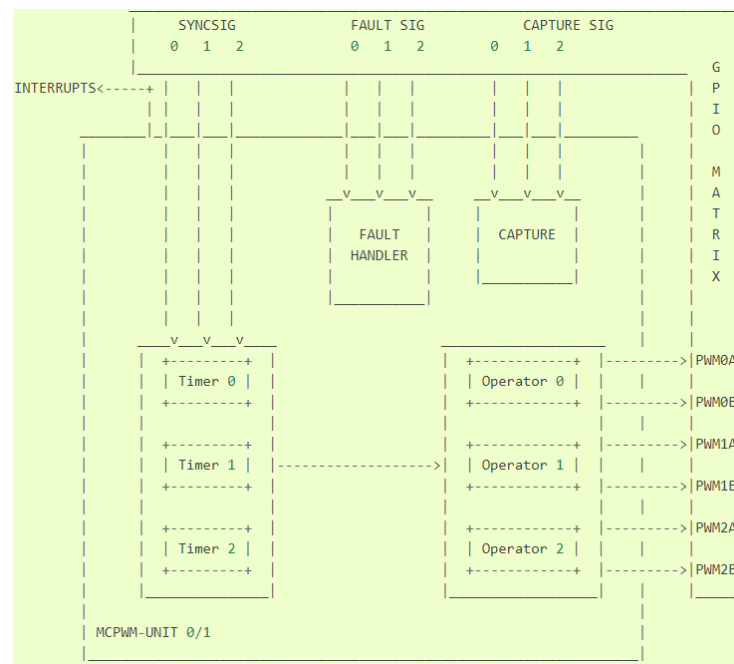 SYNCSIG FAULT SIG CAPTURE SIG
0 1 2 0 1 2 0 1 2
G
INTERRUPTS<-----+ P
I
O
M
A
T
FAULT CAPTURE R
HANDLER I
X
PWM0A
Timer 0 Operator 0
PWM0B
PWM1A
Timer 1 Operator 1
PWM1B
PWM2A
Timer 2 Operator 2
PWM2B
MCPWM-UNIT 0/1